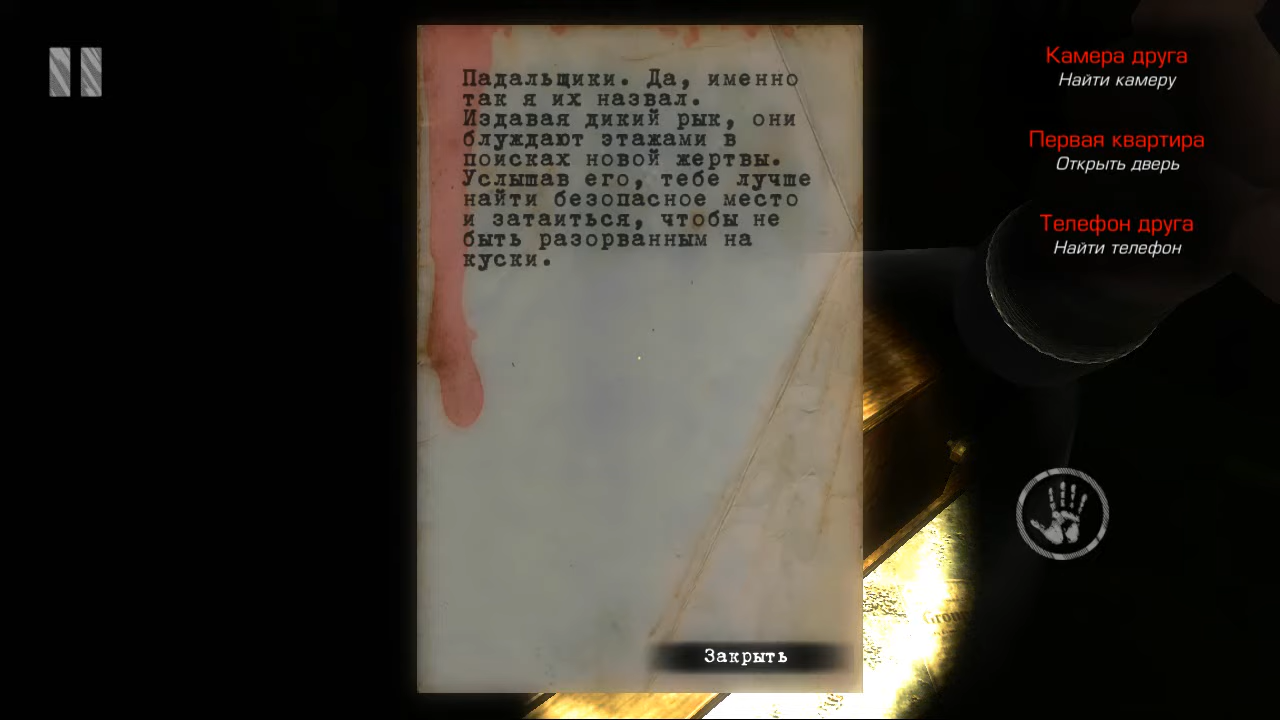 Падальщики. Да, именно
так я их назвал.
Издавая дикий рык, они
блуждают этажами в
поисках новой жертвы.
Услышав его, тебе лучше
найти безопасное место
и затаиться, чтобы не
быть разорванным на
куски.
Закрыть
Камера друга
Найти камеру
Первая квартира
Открыть дверь
Телефон друга
Найти телефон